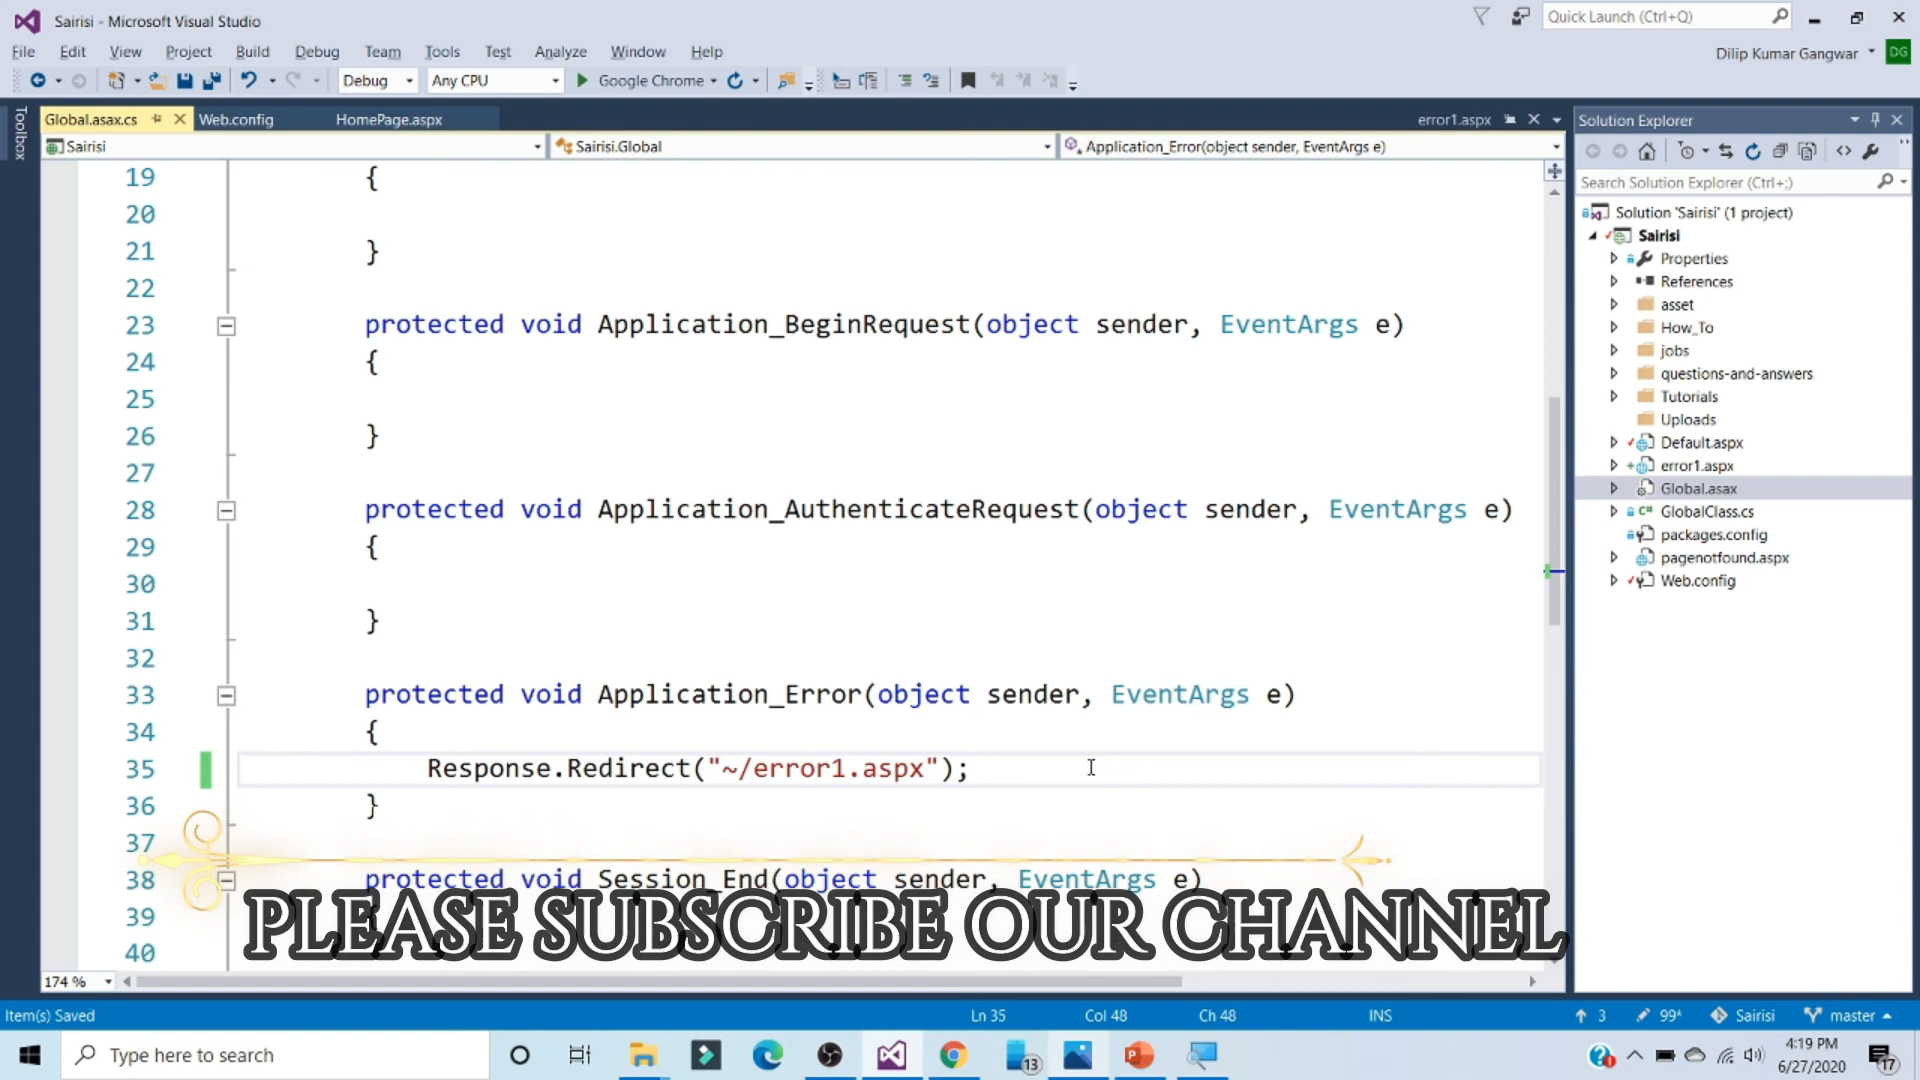 Sairisi - Microsoft Visual Studio
Quick Launch (Ctrl+Q)
File Edit View Project Build Debug Team Tools Test Analyze Window Help
Dilip Kumar Gangwar
DG
Debug Any CPU Google Chrome
Toolbox
Global.asax.cs Web.config HomePage.aspx error1.aspx
Sairisi Sairisi.Global Application_Error(object sender, EventArgs e)
19 {
20
21 }
22
23 protected void Application_BeginRequest(object sender, EventArgs e)
24 {
25
26 }
27
28 protected void Application_AuthenticateRequest(object sender, EventArgs e)
29 {
30
31 }
32
33 protected void Application_Error(object sender, EventArgs e)
34 {
35 Response.Redirect("~/error1.aspx");
36 }
37
38 protected void Session_End(object sender, EventArgs e)
39
40
PLEASE SUBSCRIBE OUR CHANNEL
174 %
Solution Explorer
Search Solution Explorer (Ctrl+;)
Solution 'Sairisi' (1 project)
Sairisi
Properties
References
asset
How_To
jobs
questions-and-answers
Tutorials
Uploads
Default.aspx
error1.aspx
Global.asax
GlobalClass.cs
packages.config
pagenotfound.aspx
Web.config
Item(s) Saved Ln 35 Col 48 Ch 48 INS 3 99* Sairisi master
Type here to search
13
4:19 PM
6/27/2020
17